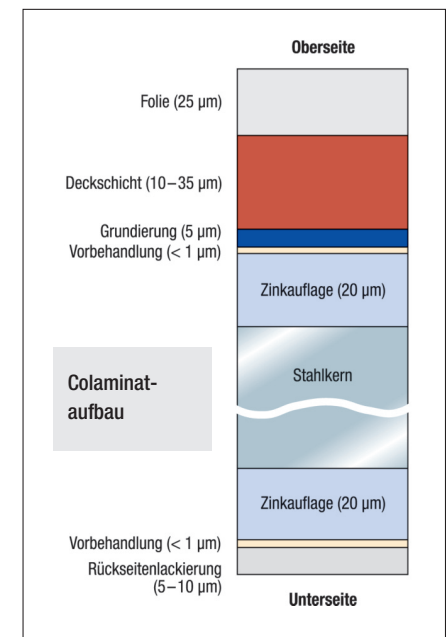 Oberseite
Folie (25 µm)
Deckschicht (10–35 µm)
Grundierung (5 µm)
Vorbehandlung (< 1 µm)
Zinkauflage (20 µm)
Stahlkern
Colaminat-
aufbau
Zinkauflage (20 µm)
Vorbehandlung (< 1 µm)
Rückseitenlackierung
(5–10 µm)
Unterseite